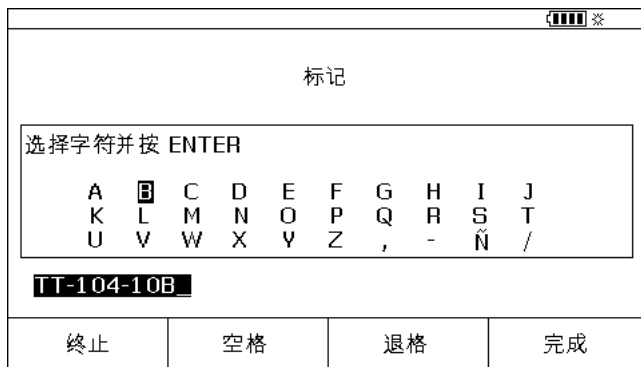 标记
选择字符并按 ENTER
A B C D E F G H I J
K L M N O P Q R S T
U V W X Y Z , - Ñ /
TT-104-10B_
终止 空格 退格 完成